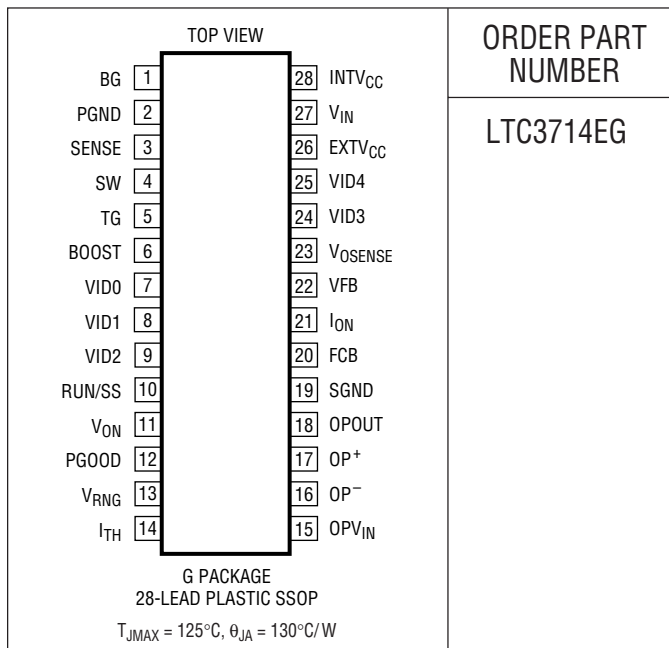 TOP VIEW
BG 1
PGND 2
SENSE 3
SW 4
TG 5
BOOST 6
VID0 7
VID1 8
VID2 9
RUN/SS 10
VON 11
PGOOD 12
VRNG 13
ITH 14
28 INTVCC
27 VIN
26 EXTVCC
25 VID4
24 VID3
23 VOSENSE
22 VFB
21 ION
20 FCB
19 SGND
18 OPOUT
17 OP+
16 OP–
15 OPVIN
G PACKAGE
28-LEAD PLASTIC SSOP
TJMAX = 125°C, θJA = 130°C/W
ORDER PART
NUMBER
LTC3714EG